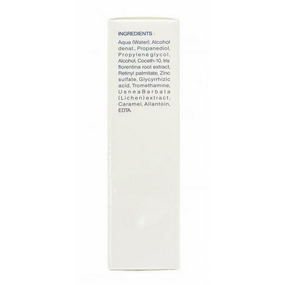 INGREDIENTS:
Aqua (Water), Alcohol
denat., Propanediol,
Propylene glycol,
Alcohol, Coceth-10, Iris
florentina root extract,
Retinyl palmitate, Zinc
sulfate, Glycyrrhizic
acid, Tromethamine,
Usnea Barbata
(Lichen) extract,
Caramel, Allantoin,
EDTA.